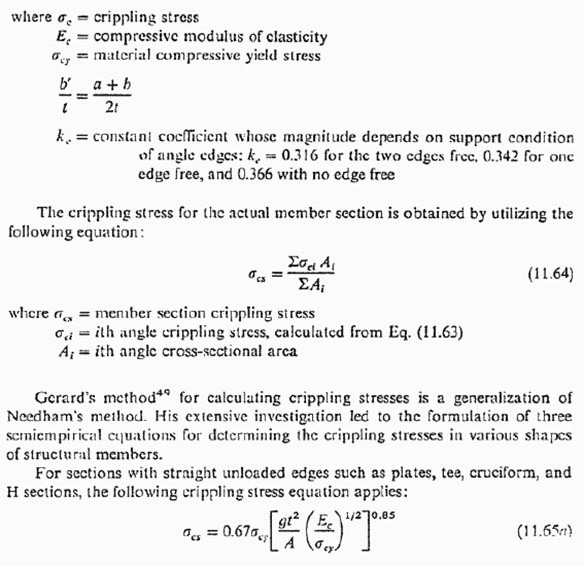 where σc = crippling stress
Ec = compressive modulus of elasticity
σcy = material compressive yield stress
b′/t = (a + b)/2t
kc = constant coefficient whose magnitude depends on support condition
of angle edges: kc = 0.316 for the two edges free, 0.342 for one
edge free, and 0.366 with no edge free
The crippling stress for the actual member section is obtained by utilizing the
following equation:
σcs = Σσci Ai / ΣAi (11.64)
where σcs = member section crippling stress
σci = ith angle crippling stress, calculated from Eq. (11.63)
Ai = ith angle cross-sectional area
Gerard's method⁴⁹ for calculating crippling stresses is a generalization of
Needham's method. His extensive investigation led to the formulation of three
semiempirical equations for determining the crippling stresses in various shapes
of structural members.
For sections with straight unloaded edges such as plates, tee, cruciform, and
H sections, the following crippling stress equation applies:
σcs = 0.67σcy [gt²/A (Ec/σcy)^1/2]^0.85 (11.65a)